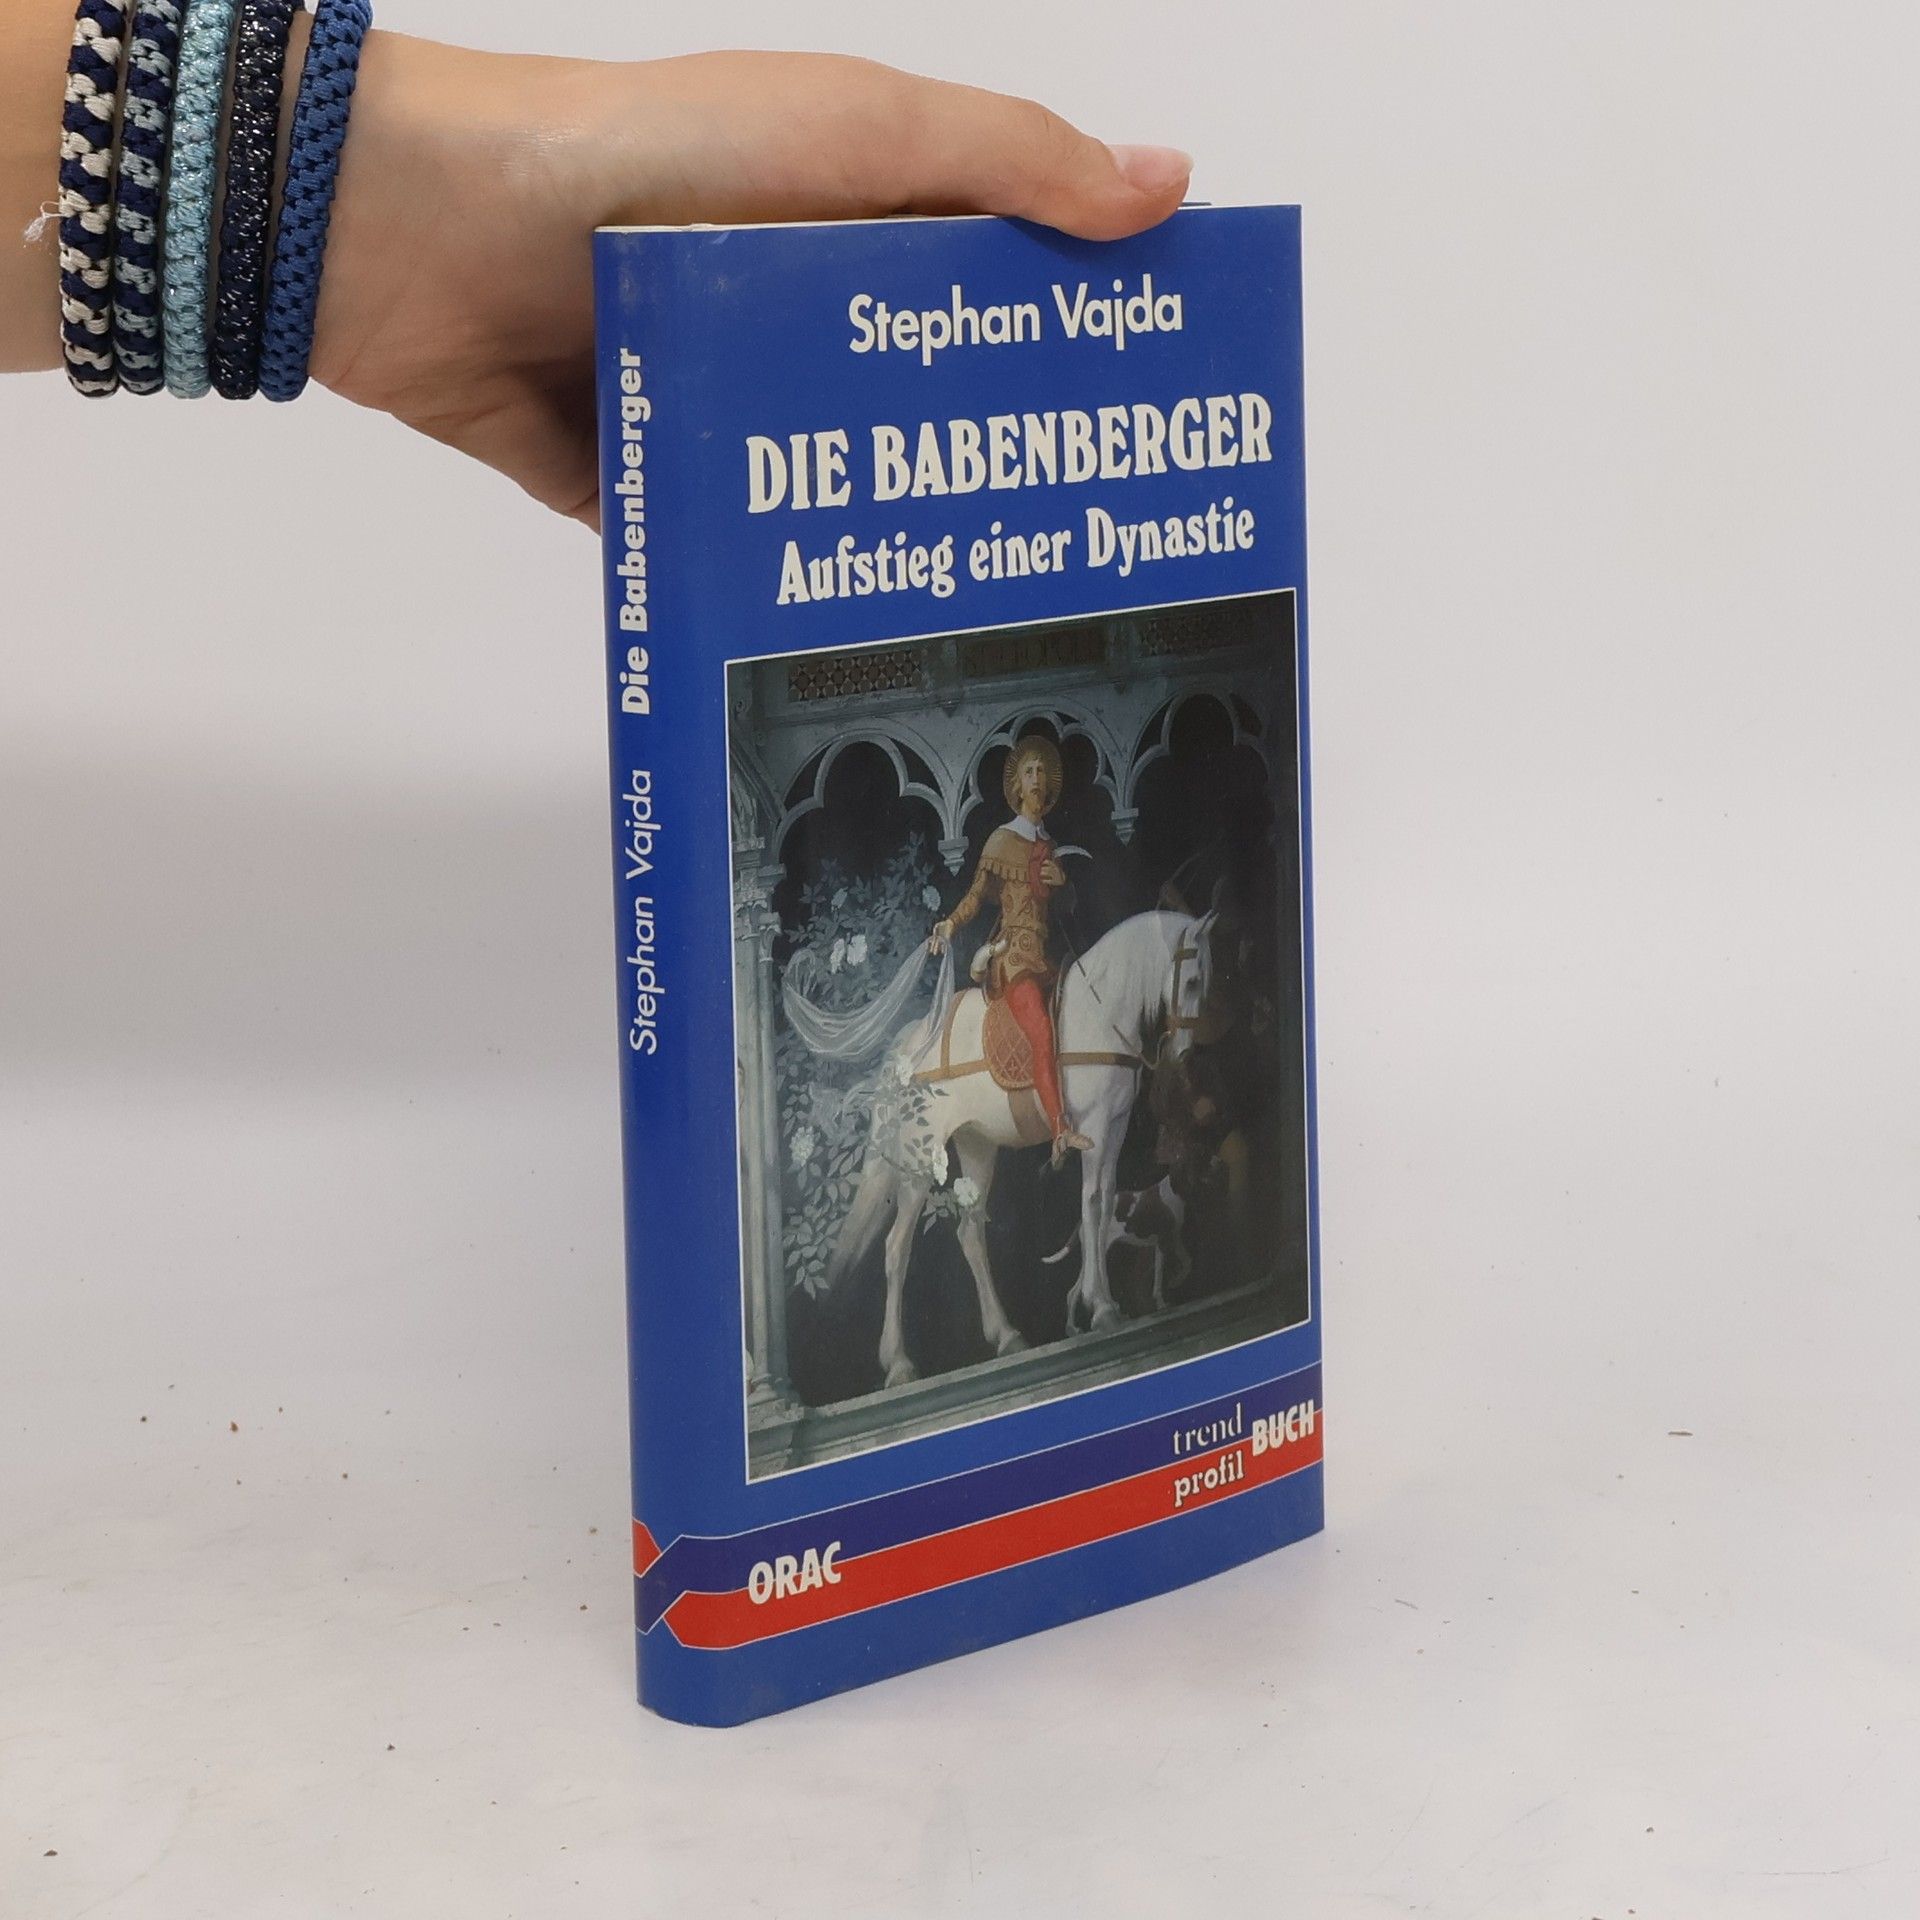 Stephan Vajda
DIE BABENBERGER
Aufstieg einer Dynastie
trend
profil
BUCH
ORAC
Stephan Vajda Die Babenberger